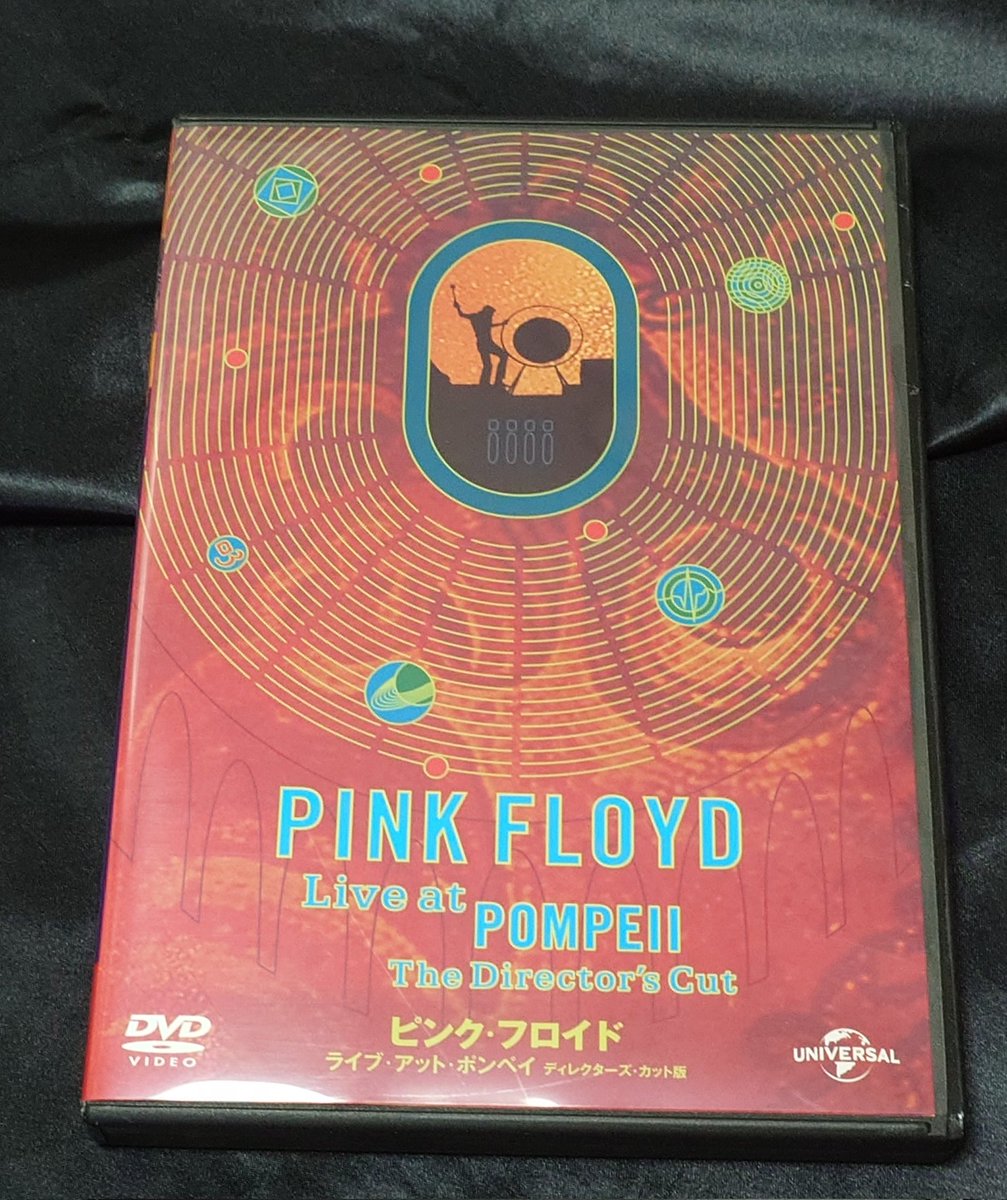 PINK FLOYD
Live at POMPEII
The Director's Cut
ピンク・フロイド
ライブ・アット・ポンペイ ディレクターズ・カット版
DVD
VIDEO
UNIVERSAL